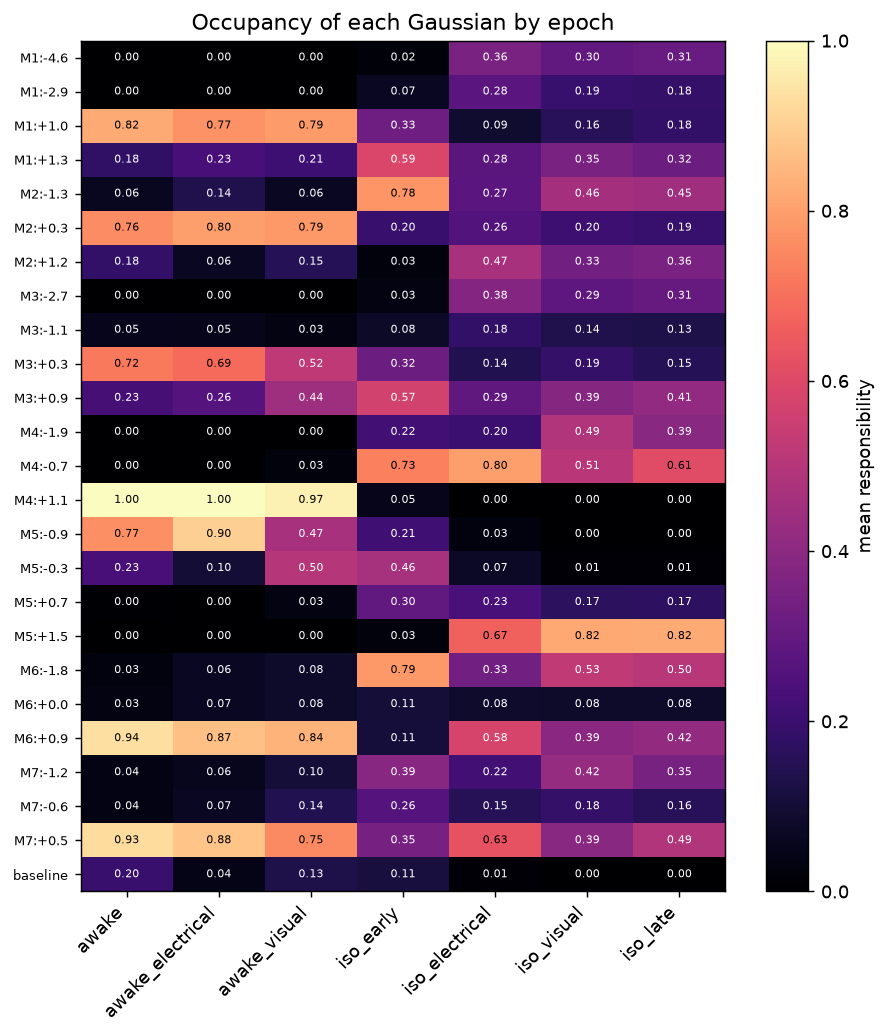 Occupancy of each Gaussian by epoch
M1:-4.6 0.00 0.00 0.00 0.02 0.36 0.30 0.31
M1:-2.9 0.00 0.00 0.00 0.07 0.28 0.19 0.18
M1:+1.0 0.82 0.77 0.79 0.33 0.09 0.16 0.18
M1:+1.3 0.18 0.23 0.21 0.59 0.28 0.35 0.32
M2:-1.3 0.06 0.14 0.06 0.78 0.27 0.46 0.45
M2:+0.3 0.76 0.80 0.79 0.20 0.26 0.20 0.19
M2:+1.2 0.18 0.06 0.15 0.03 0.47 0.33 0.36
M3:-2.7 0.00 0.00 0.00 0.03 0.38 0.29 0.31
M3:-1.1 0.05 0.05 0.03 0.08 0.18 0.14 0.13
M3:+0.3 0.72 0.69 0.52 0.32 0.14 0.19 0.15
M3:+0.9 0.23 0.26 0.44 0.57 0.29 0.39 0.41
M4:-1.9 0.00 0.00 0.00 0.22 0.20 0.49 0.39
M4:-0.7 0.00 0.00 0.03 0.73 0.80 0.51 0.61
M4:+1.1 1.00 1.00 0.97 0.05 0.00 0.00 0.00
M5:-0.9 0.77 0.90 0.47 0.21 0.03 0.00 0.00
M5:-0.3 0.23 0.10 0.50 0.46 0.07 0.01 0.01
M5:+0.7 0.00 0.00 0.03 0.30 0.23 0.17 0.17
M5:+1.5 0.00 0.00 0.00 0.03 0.67 0.82 0.82
M6:-1.8 0.03 0.06 0.08 0.79 0.33 0.53 0.50
M6:+0.0 0.03 0.07 0.08 0.11 0.08 0.08 0.08
M6:+0.9 0.94 0.87 0.84 0.11 0.58 0.39 0.42
M7:-1.2 0.04 0.06 0.10 0.39 0.22 0.42 0.35
M7:-0.6 0.04 0.07 0.14 0.26 0.15 0.18 0.16
M7:+0.5 0.93 0.88 0.75 0.35 0.63 0.39 0.49
baseline 0.20 0.04 0.13 0.11 0.01 0.00 0.00
awake awake_electrical awake_visual iso_early iso_electrical iso_visual iso_late
1.0
0.8
0.6
0.4
0.2
0.0
mean responsibility